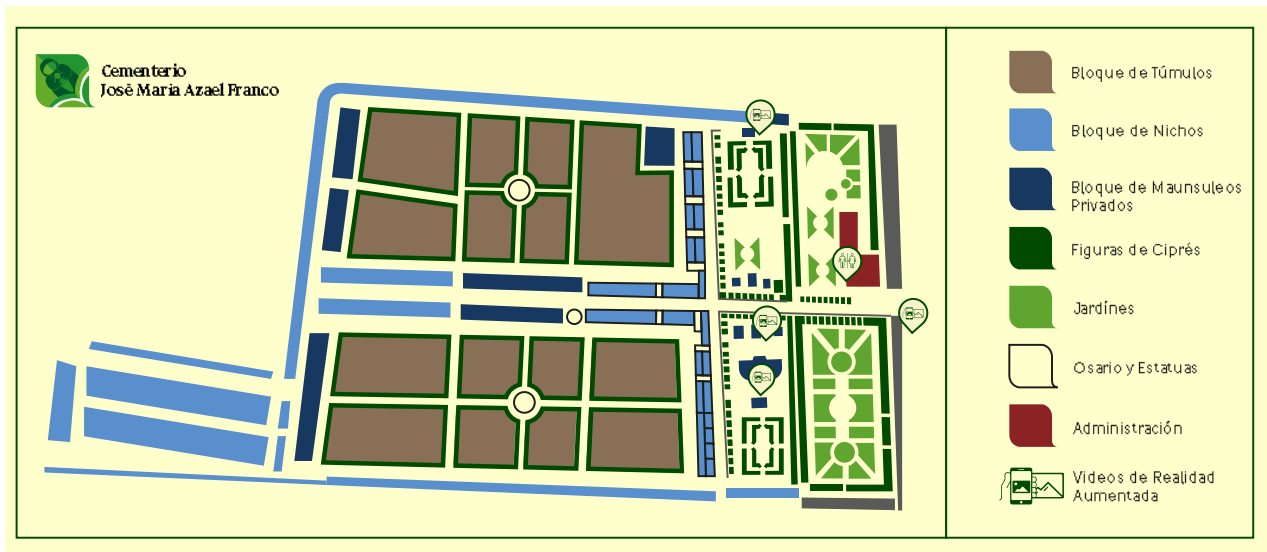 Cementerio
José Maria Azael Franco
Bloque de Túmulos
Bloque de Nichos
Bloque de Maunsuleos
Privados
Figuras de Ciprés
Jardínes
Osario y Estatuas
Administración
Videos de Realidad
Aumentada